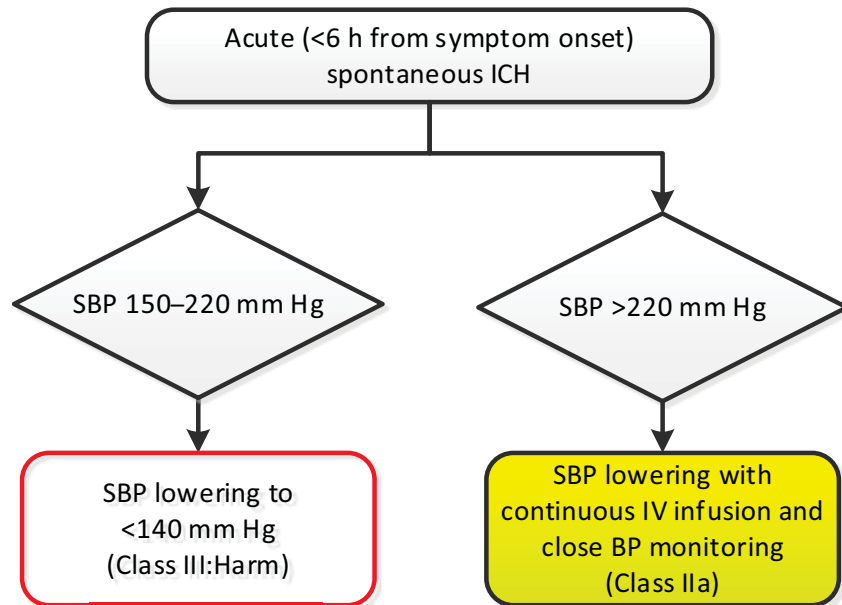 Acute (<6 h from symptom onset)
spontaneous ICH
SBP 150–220 mm Hg
SBP >220 mm Hg
SBP lowering to
<140 mm Hg
(Class III:Harm)
SBP lowering with
continuous IV infusion and
close BP monitoring
(Class IIa)